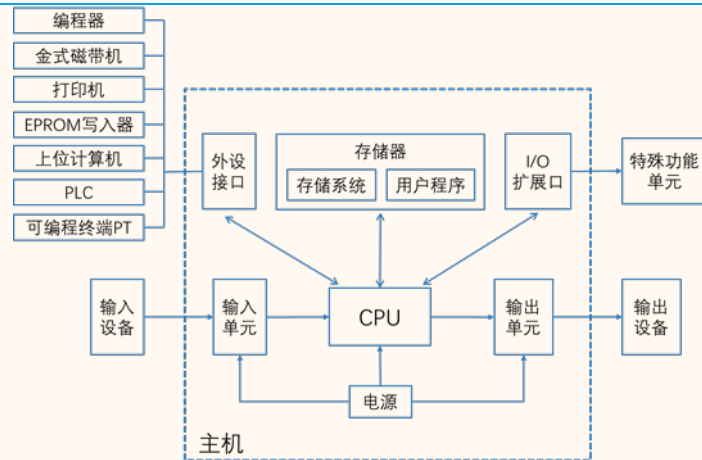 编程器
金式磁带机
打印机
EPROM写入器
上位计算机
PLC
可编程终端PT
外设
接口
存储器
存储系统
用户程序
I/O
扩展口
特殊功能
单元
输入
设备
输入
单元
CPU
输出
单元
输出
设备
电源
主机